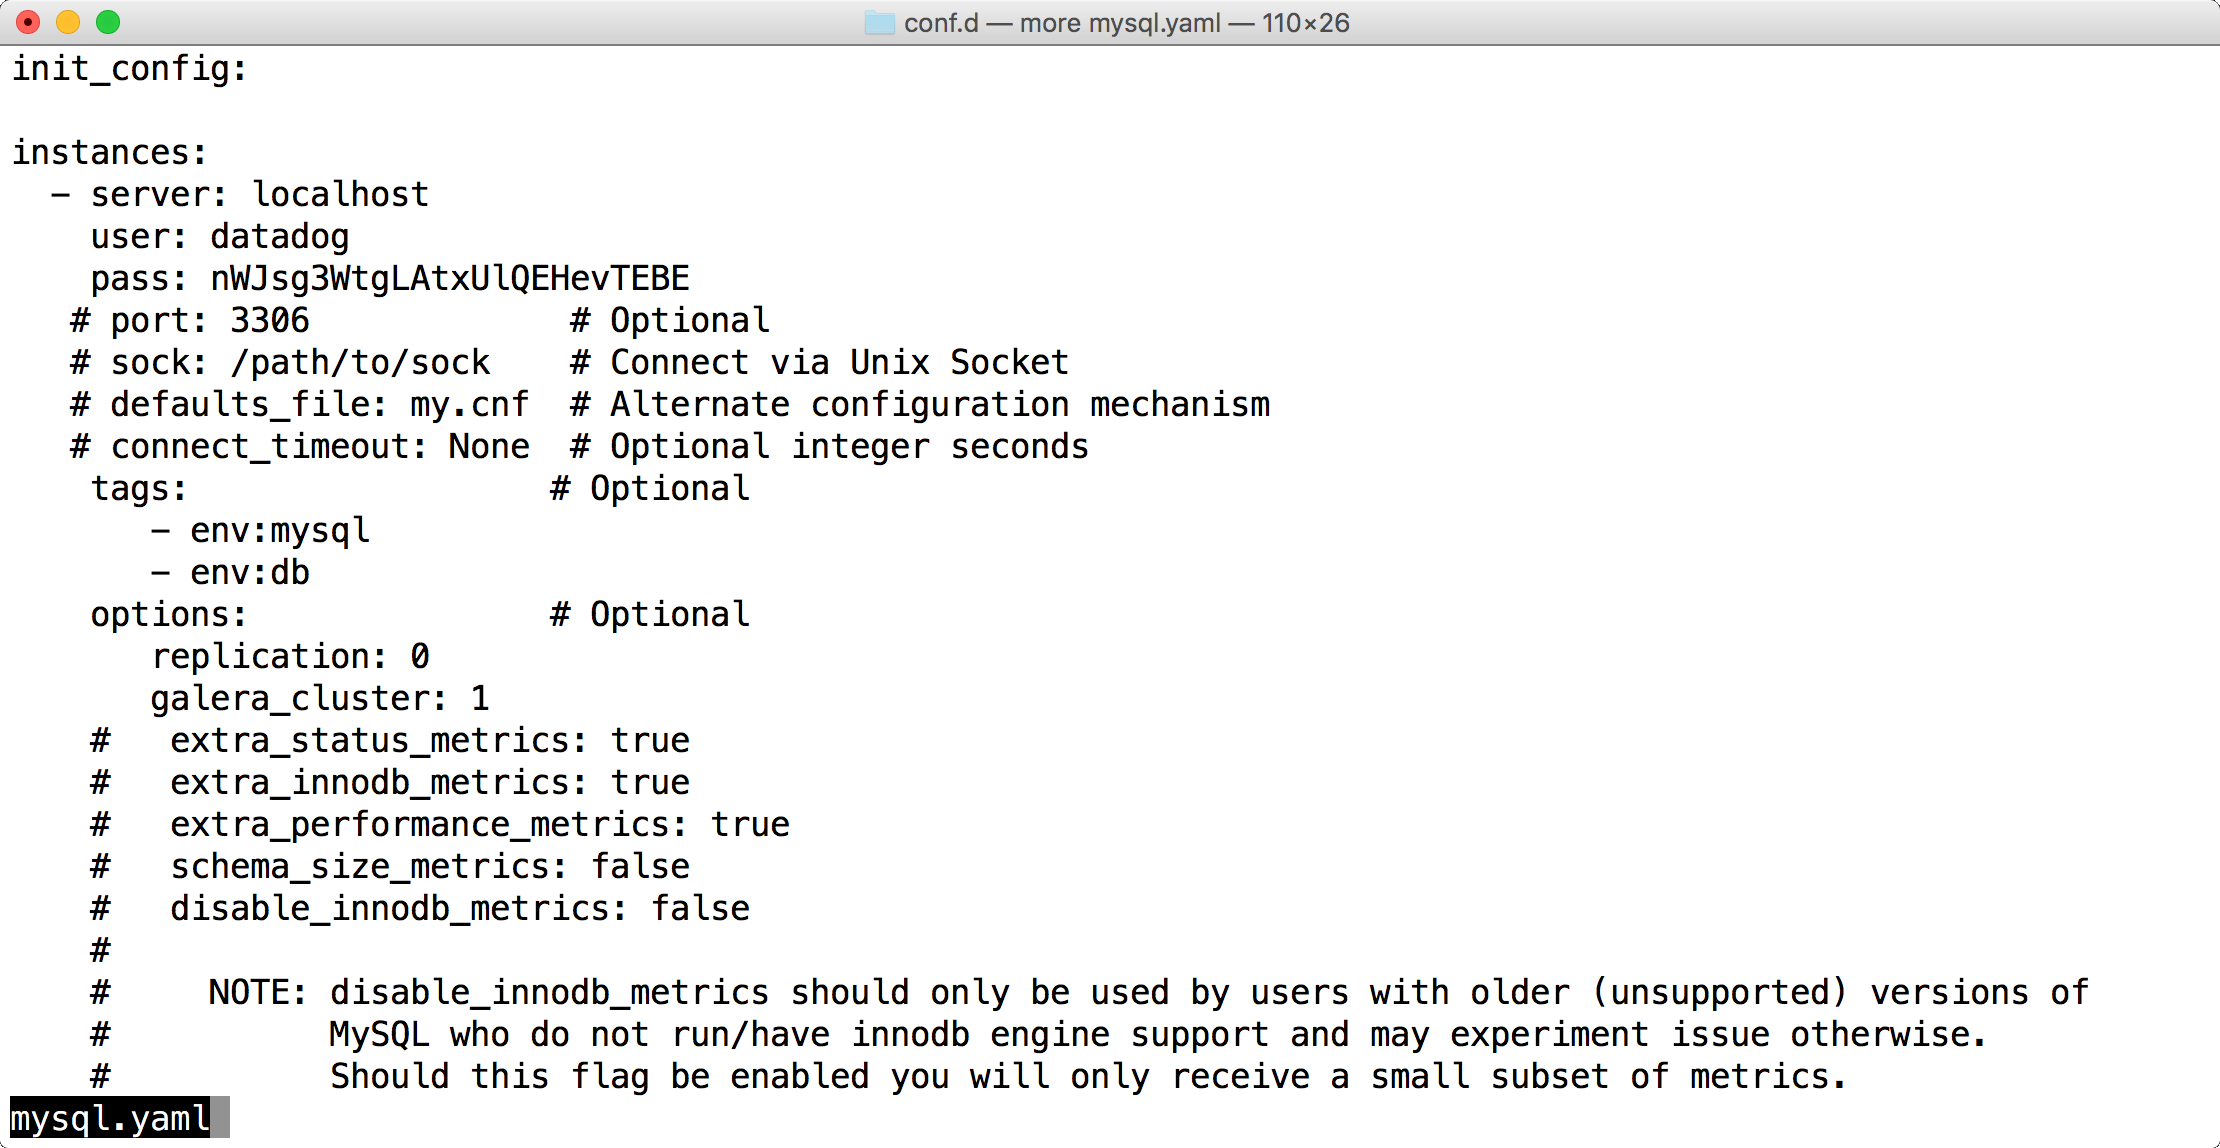 conf.d — more mysql.yaml — 110×26
init_config:
instances:
  - server: localhost
    user: datadog
    pass: nWJsg3WtgLAtxUlQEHevTEBE
   # port: 3306             # Optional
   # sock: /path/to/sock    # Connect via Unix Socket
   # defaults_file: my.cnf  # Alternate configuration mechanism
   # connect_timeout: None  # Optional integer seconds
    tags:                  # Optional
       - env:mysql
       - env:db
    options:               # Optional
       replication: 0
       galera_cluster: 1
    #   extra_status_metrics: true
    #   extra_innodb_metrics: true
    #   extra_performance_metrics: true
    #   schema_size_metrics: false
    #   disable_innodb_metrics: false
    #
    #     NOTE: disable_innodb_metrics should only be used by users with older (unsupported) versions of
    #           MySQL who do not run/have innodb engine support and may experiment issue otherwise.
    #           Should this flag be enabled you will only receive a small subset of metrics.
mysql.yaml